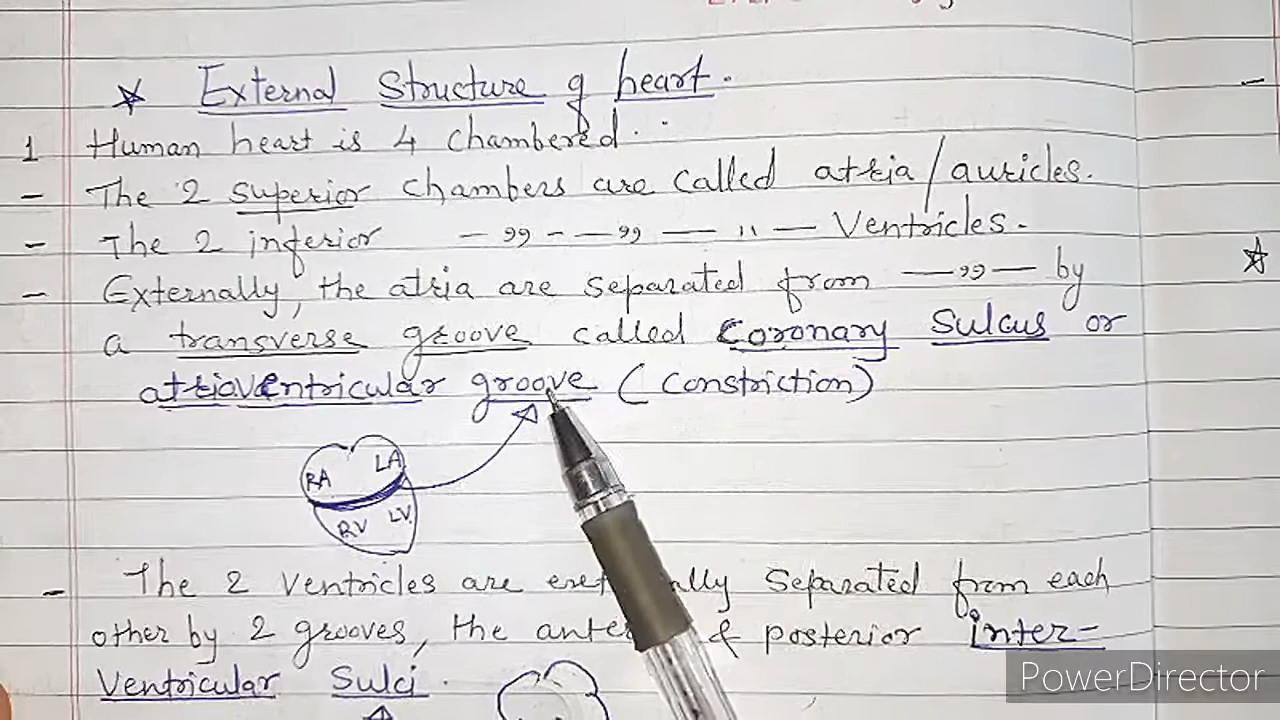 ☆ External Structure of heart.
1 Human heart is 4 chambered.
- The 2 superior chambers are called atria/auricles.
- The 2 inferior - ,, - - ,, - ,, - Ventricles.
- Externally, the atria are separated from - ,, - by
a transverse groove called Coronary Sulcus or
atrioventricular groove (Constriction)
RA LA
RV LV
- The 2 ventricles are separated from each
other by 2 grooves, the & posterior inter-
Ventricular Sulci.
PowerDirector